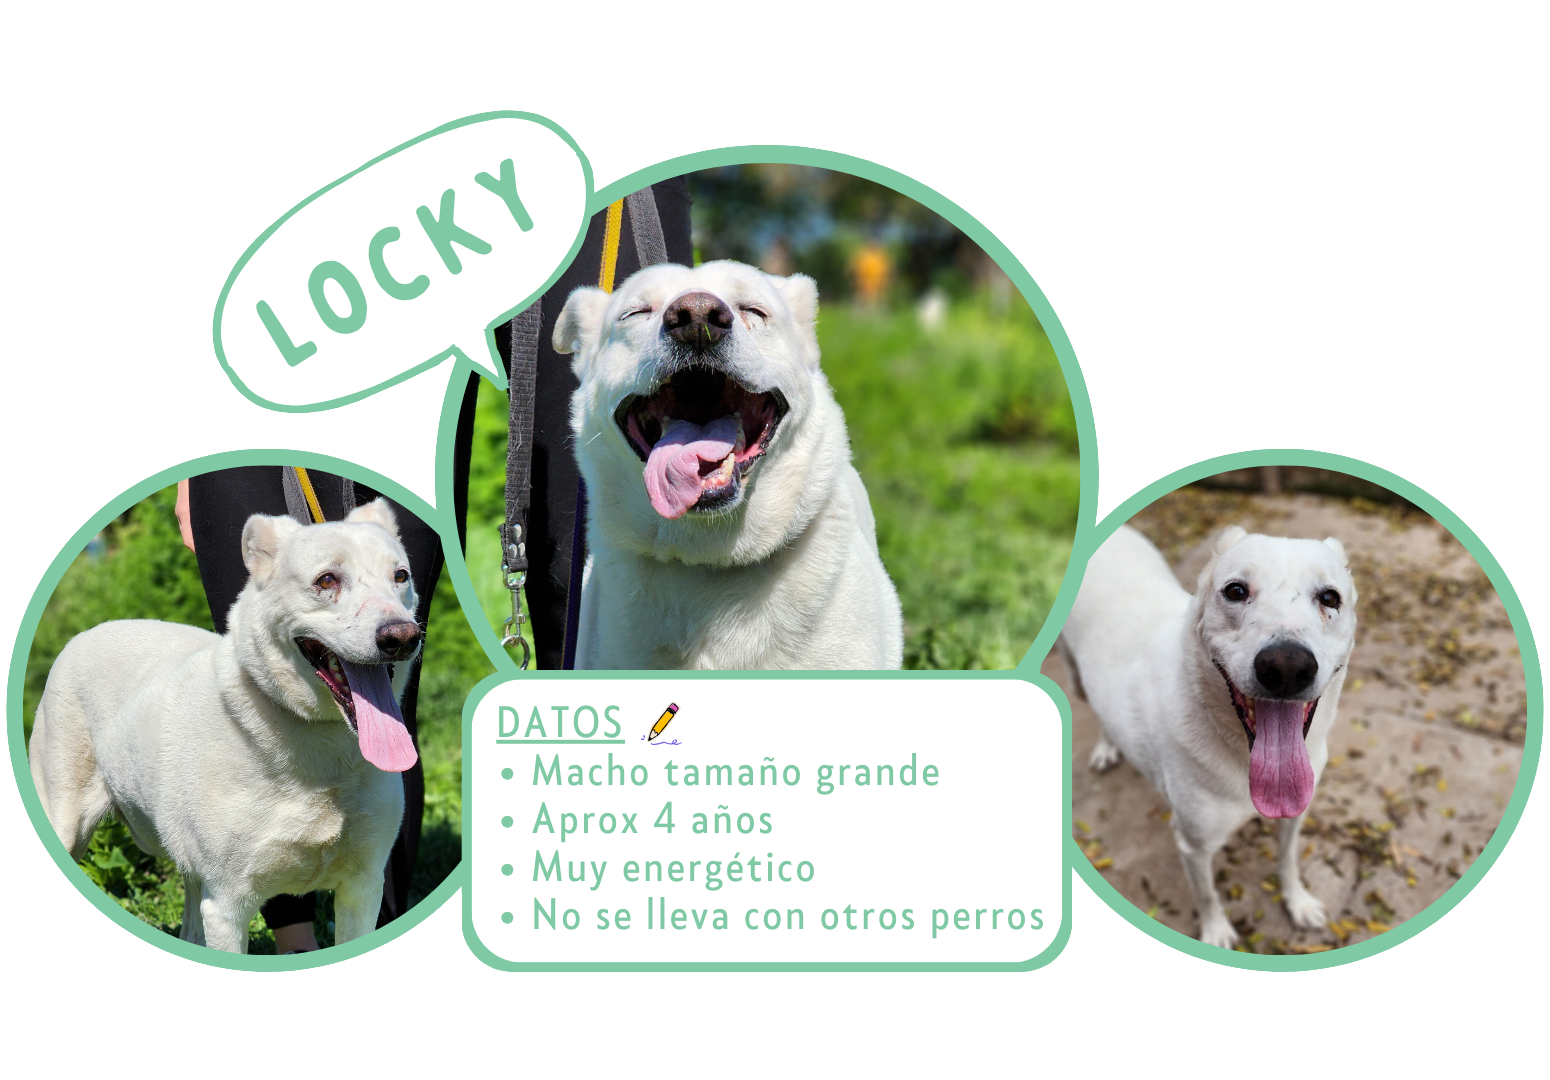 LOCKY
DATOS
• Macho tamaño grande
• Aprox 4 años
• Muy energético
• No se lleva con otros perros